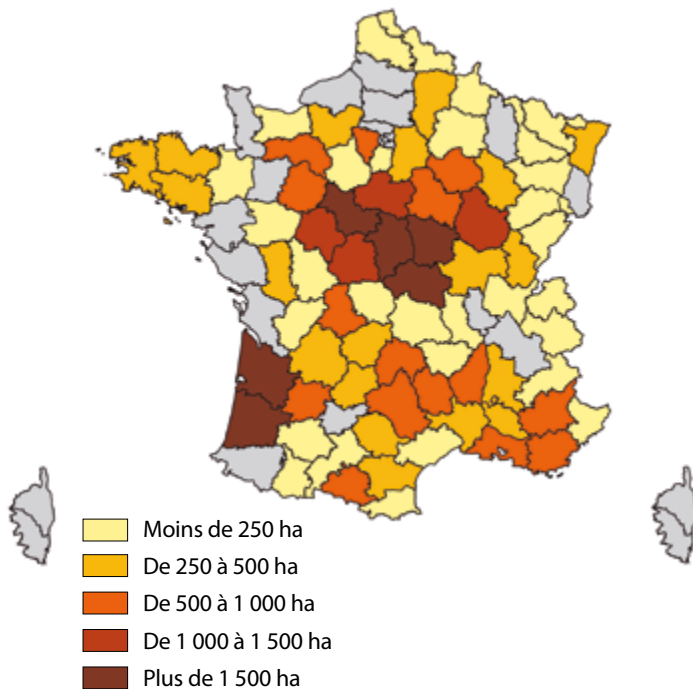 Moins de 250 ha
De 250 à 500 ha
De 500 à 1 000 ha
De 1 000 à 1 500 ha
Plus de 1 500 ha